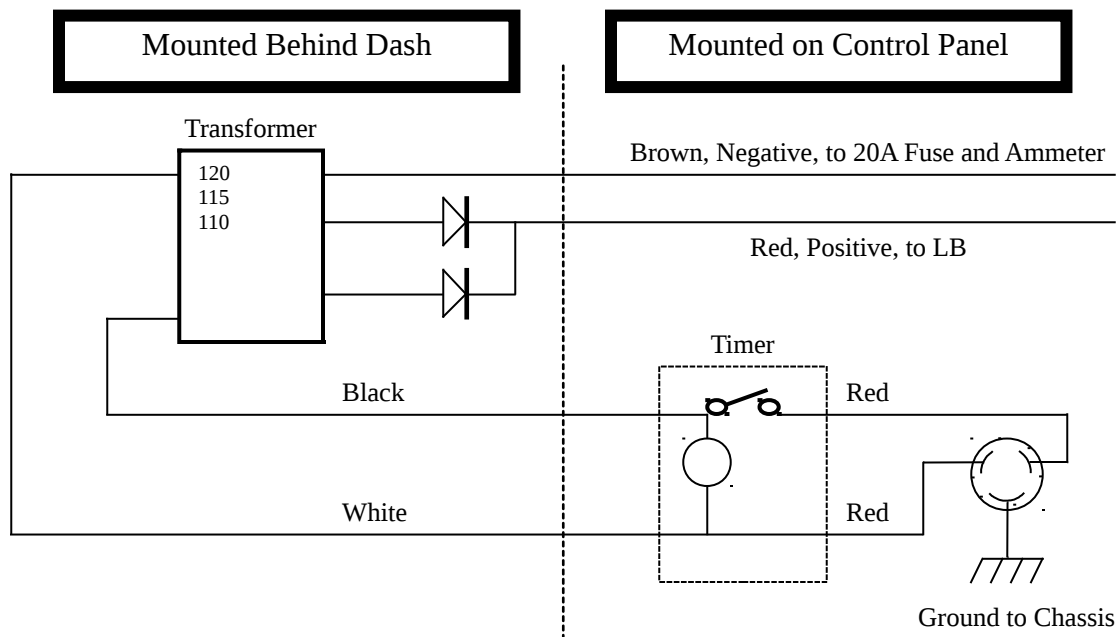 Mounted Behind Dash
Mounted on Control Panel
Transformer
120
115
110
Brown, Negative, to 20A Fuse and Ammeter
Red, Positive, to LB
Timer
Black
Red
White
Red
Ground to Chassis